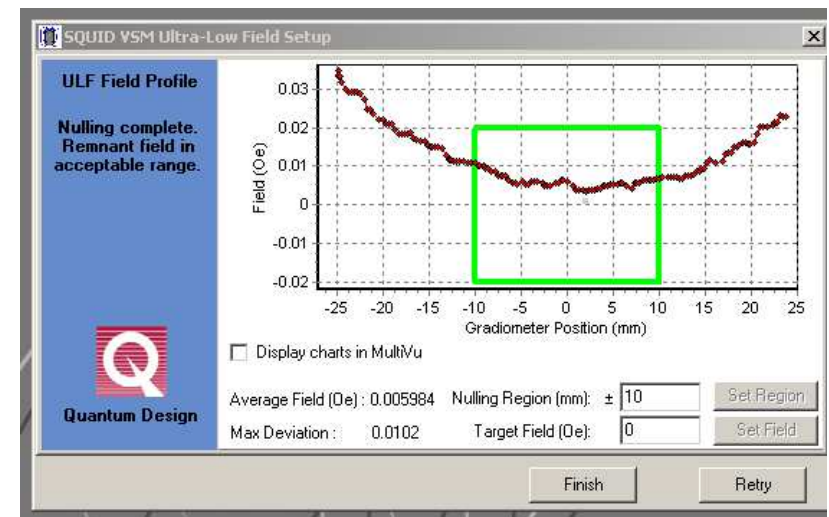 SQUID VSM Ultra-Low Field Setup
ULF Field Profile
Nulling complete.
Remnant field in
acceptable range.
Quantum Design
Field (Oe)
0.03
0.02
0.01
0
-0.01
-0.02
-25 -20 -15 -10 -5 0 5 10 15 20 25
Gradiometer Position (mm)
Display charts in MultiVu
Average Field (Oe) : 0.005984 Nulling Region (mm): ± 10 Set Region
Max Deviation : 0.0102 Target Field (Oe): 0 Set Field
Finish Retry